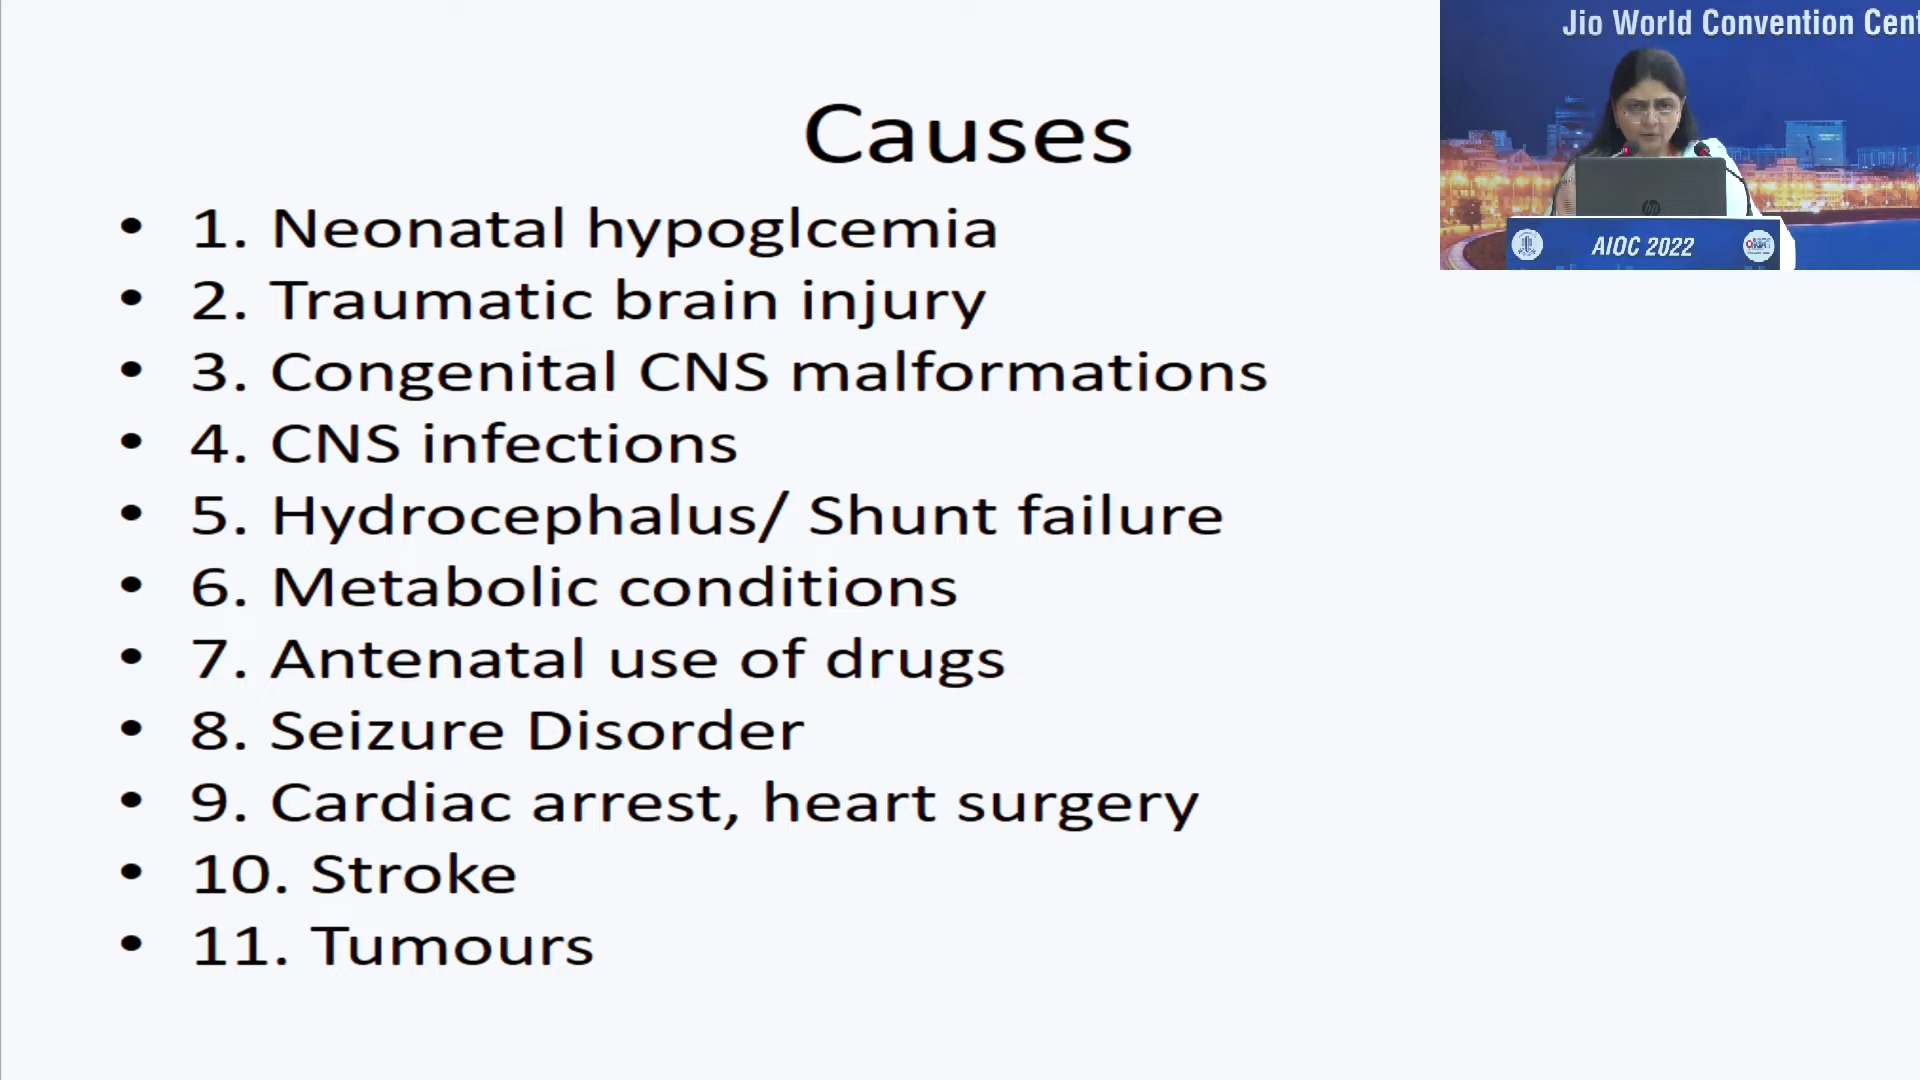 Causes
• 1. Neonatal hypoglcemia
• 2. Traumatic brain injury
• 3. Congenital CNS malformations
• 4. CNS infections
• 5. Hydrocephalus/ Shunt failure
• 6. Metabolic conditions
• 7. Antenatal use of drugs
• 8. Seizure Disorder
• 9. Cardiac arrest, heart surgery
• 10. Stroke
• 11. Tumours
Jio World Convention Cent
hp
AIOC 2022